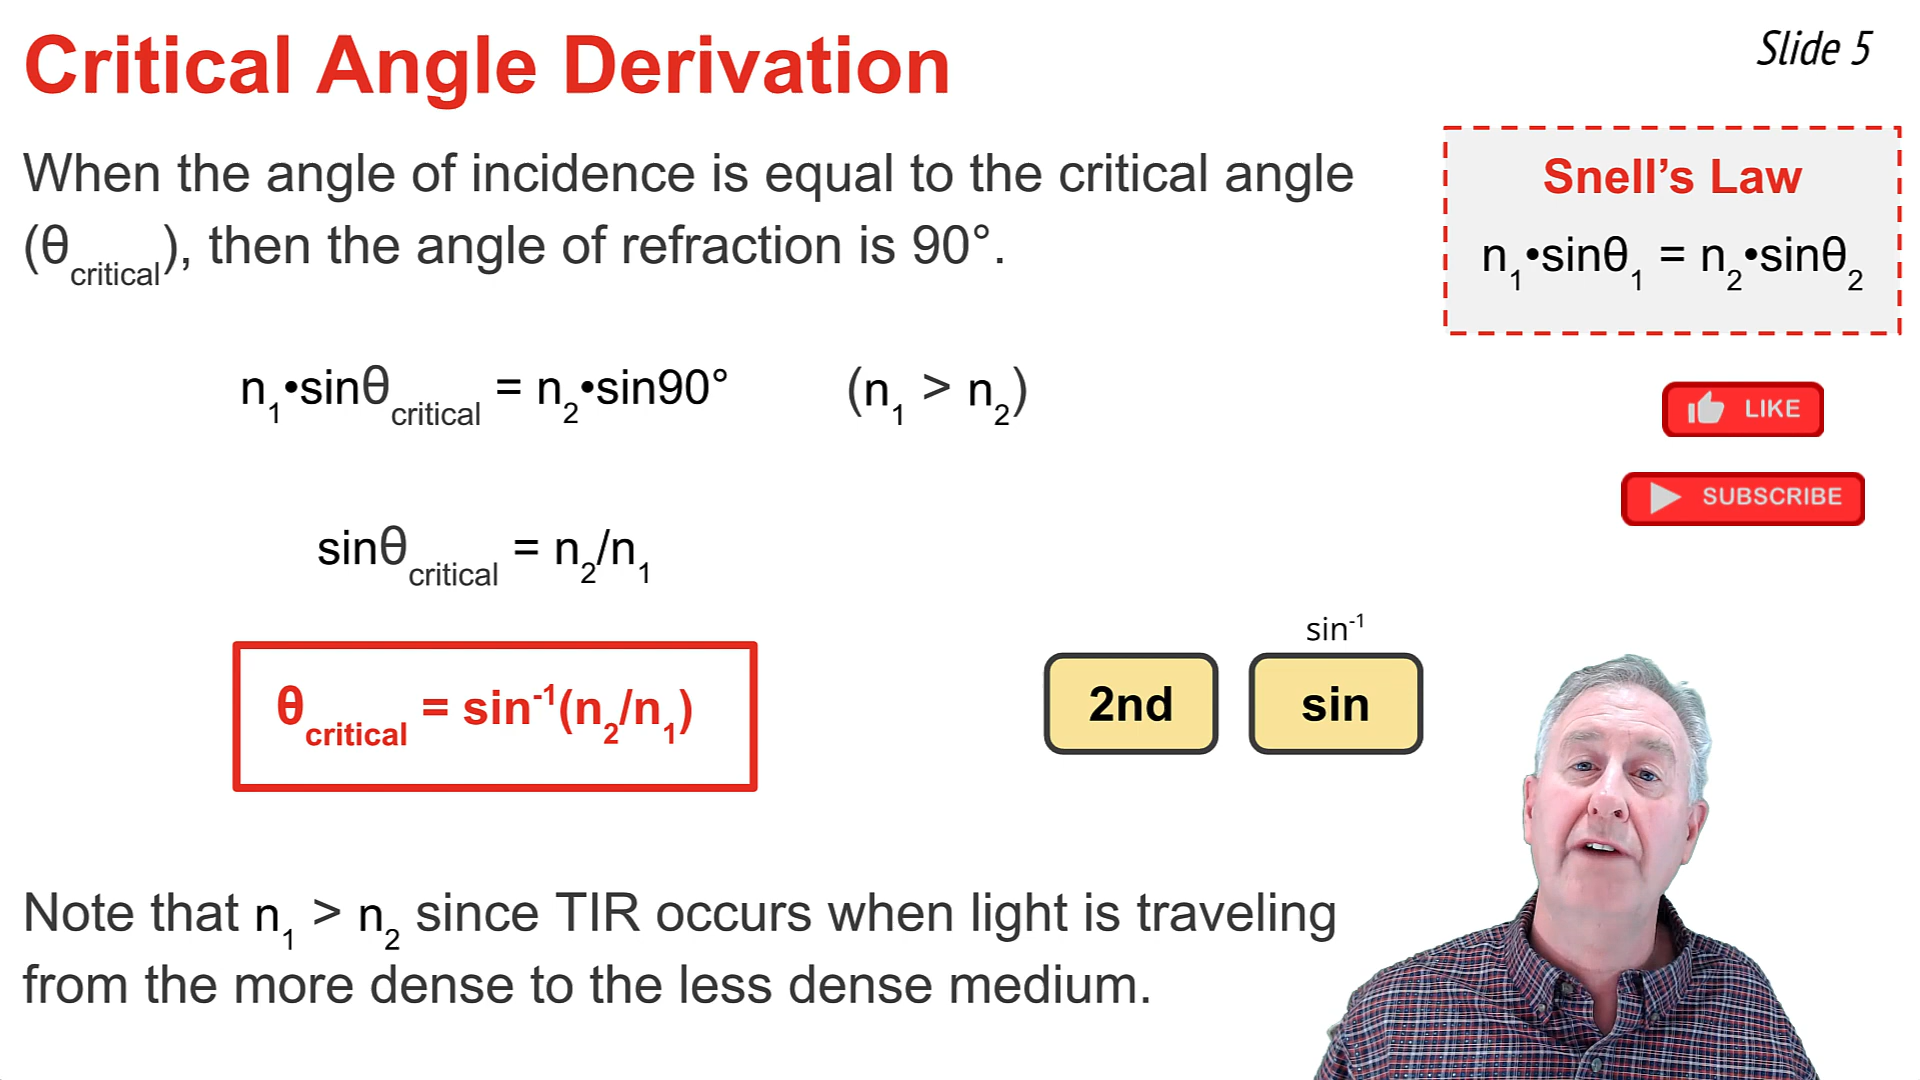 Critical Angle Derivation
Slide 5
When the angle of incidence is equal to the critical angle
(θcritical), then the angle of refraction is 90°.
Snell’s Law
n1•sinθ1 = n2•sinθ2
n1•sinθcritical = n2•sin90° (n1 > n2)
LIKE
SUBSCRIBE
sinθcritical = n2/n1
θcritical = sin-1(n2/n1)
sin-1
2nd
sin
Note that n1 > n2 since TIR occurs when light is traveling
from the more dense to the less dense medium.